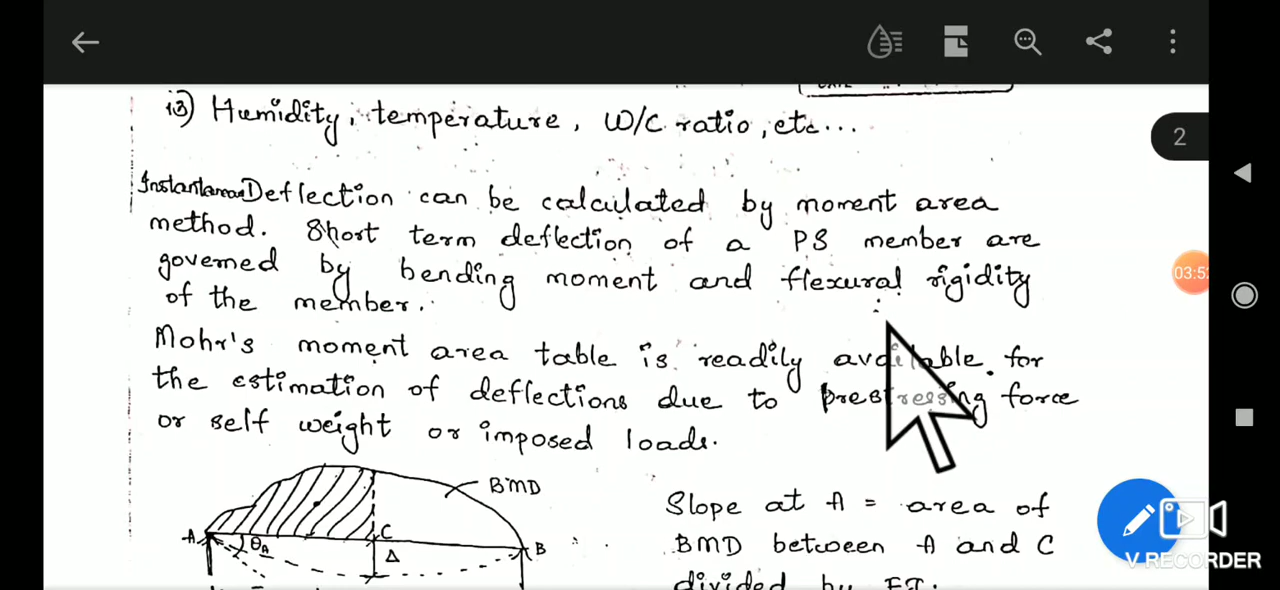 2
13) Humidity, temperature, W/C ratio, etc...
Instantaneous Deflection can be calculated by moment area
method. Short term deflection of a PS member are
governed by bending moment and flexural rigidity
of the member.
03:5
Mohr's moment area table is readily available for
the estimation of deflections due to prestressing force
or self weight or imposed loads.
BMD
A
θA
C
Δ
B
Slope at A = area of
BMD between A and C
divided by EI.
V RECORDER